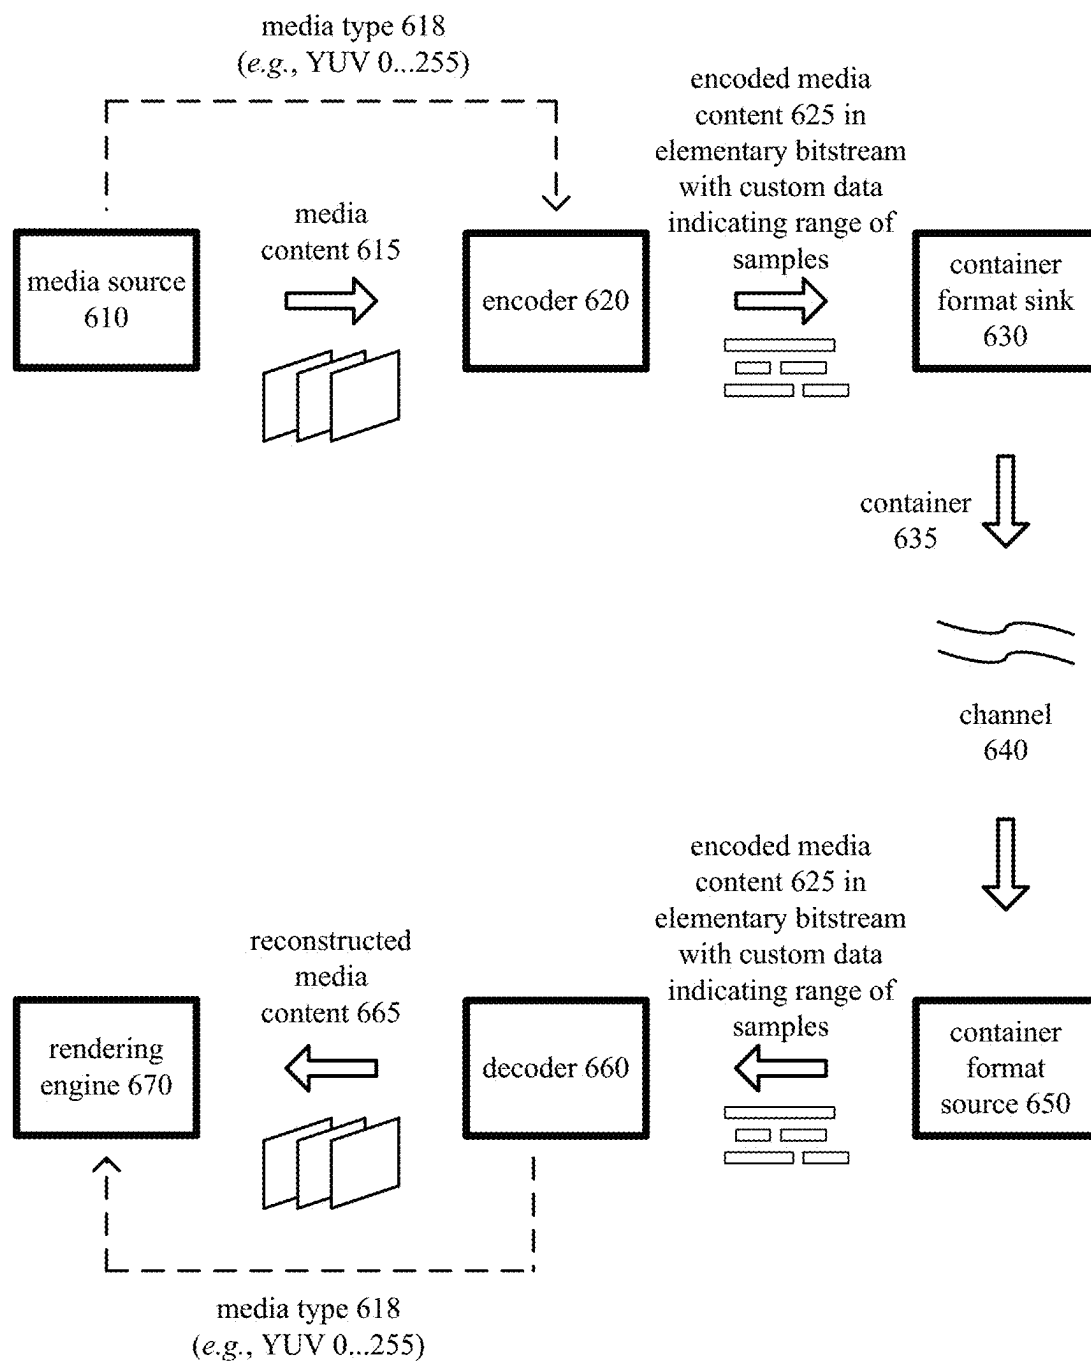 media type 618
(e.g., YUV 0...255)
encoded media
content 625 in
elementary bitstream
with custom data
indicating range of
samples
media
content 615
media source
610
encoder 620
container
format sink
630
container
635
channel
640
encoded media
content 625 in
elementary bitstream
with custom data
indicating range of
samples
reconstructed
media
content 665
rendering
engine 670
decoder 660
container
format
source 650
media type 618
(e.g., YUV 0...255)